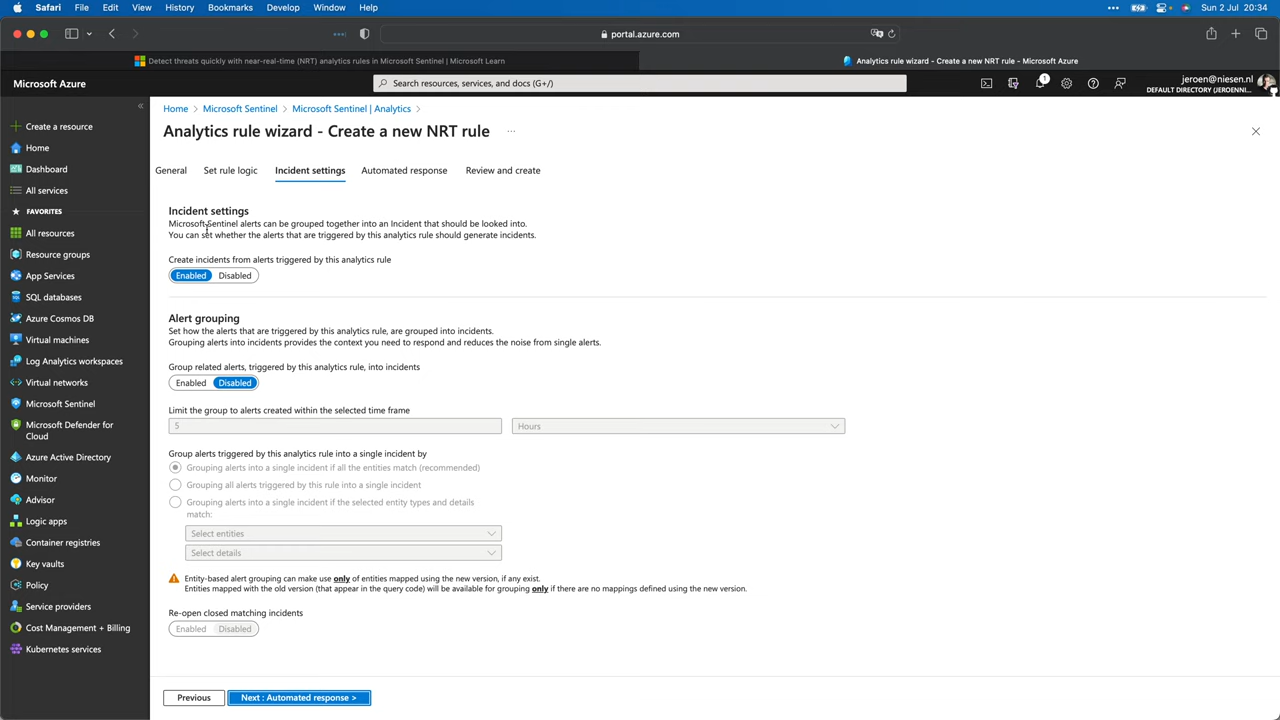 Safari File Edit View History Bookmarks Develop Window Help
Sun 2 Jul 20:34
portal.azure.com
Detect threats quickly with near-real-time (NRT) analytics rules in Microsoft Sentinel | Microsoft Learn
Analytics rule wizard - Create a new NRT rule - Microsoft Azure
Microsoft Azure
Search resources, services, and docs (G+/)
1
jeroen@niesen.nl
DEFAULT DIRECTORY (JEROENNI...
Create a resource
Home
Dashboard
All services
FAVORITES
All resources
Resource groups
App Services
SQL databases
Azure Cosmos DB
Virtual machines
Log Analytics workspaces
Virtual networks
Microsoft Sentinel
Microsoft Defender for
Cloud
Azure Active Directory
Monitor
Advisor
Logic apps
Container registries
Key vaults
Policy
Service providers
Cost Management + Billing
Kubernetes services
Home > Microsoft Sentinel > Microsoft Sentinel | Analytics >
Analytics rule wizard - Create a new NRT rule ...
General Set rule logic Incident settings Automated response Review and create
Incident settings
Microsoft Sentinel alerts can be grouped together into an Incident that should be looked into.
You can set whether the alerts that are triggered by this analytics rule should generate incidents.
Create incidents from alerts triggered by this analytics rule
Enabled Disabled
Alert grouping
Set how the alerts that are triggered by this analytics rule, are grouped into incidents.
Grouping alerts into incidents provides the context you need to respond and reduces the noise from single alerts.
Group related alerts, triggered by this analytics rule, into incidents
Enabled Disabled
Limit the group to alerts created within the selected time frame
5 Hours
Group alerts triggered by this analytics rule into a single incident by
Grouping alerts into a single incident if all the entities match (recommended)
Grouping all alerts triggered by this rule into a single incident
Grouping alerts into a single incident if the selected entity types and details
match:
Select entities
Select details
Entity-based alert grouping can make use only of entities mapped using the new version, if any exist.
Entities mapped with the old version (that appear in the query code) will be available for grouping only if there are no mappings defined using the new version.
Re-open closed matching incidents
Enabled Disabled
Previous Next : Automated response >